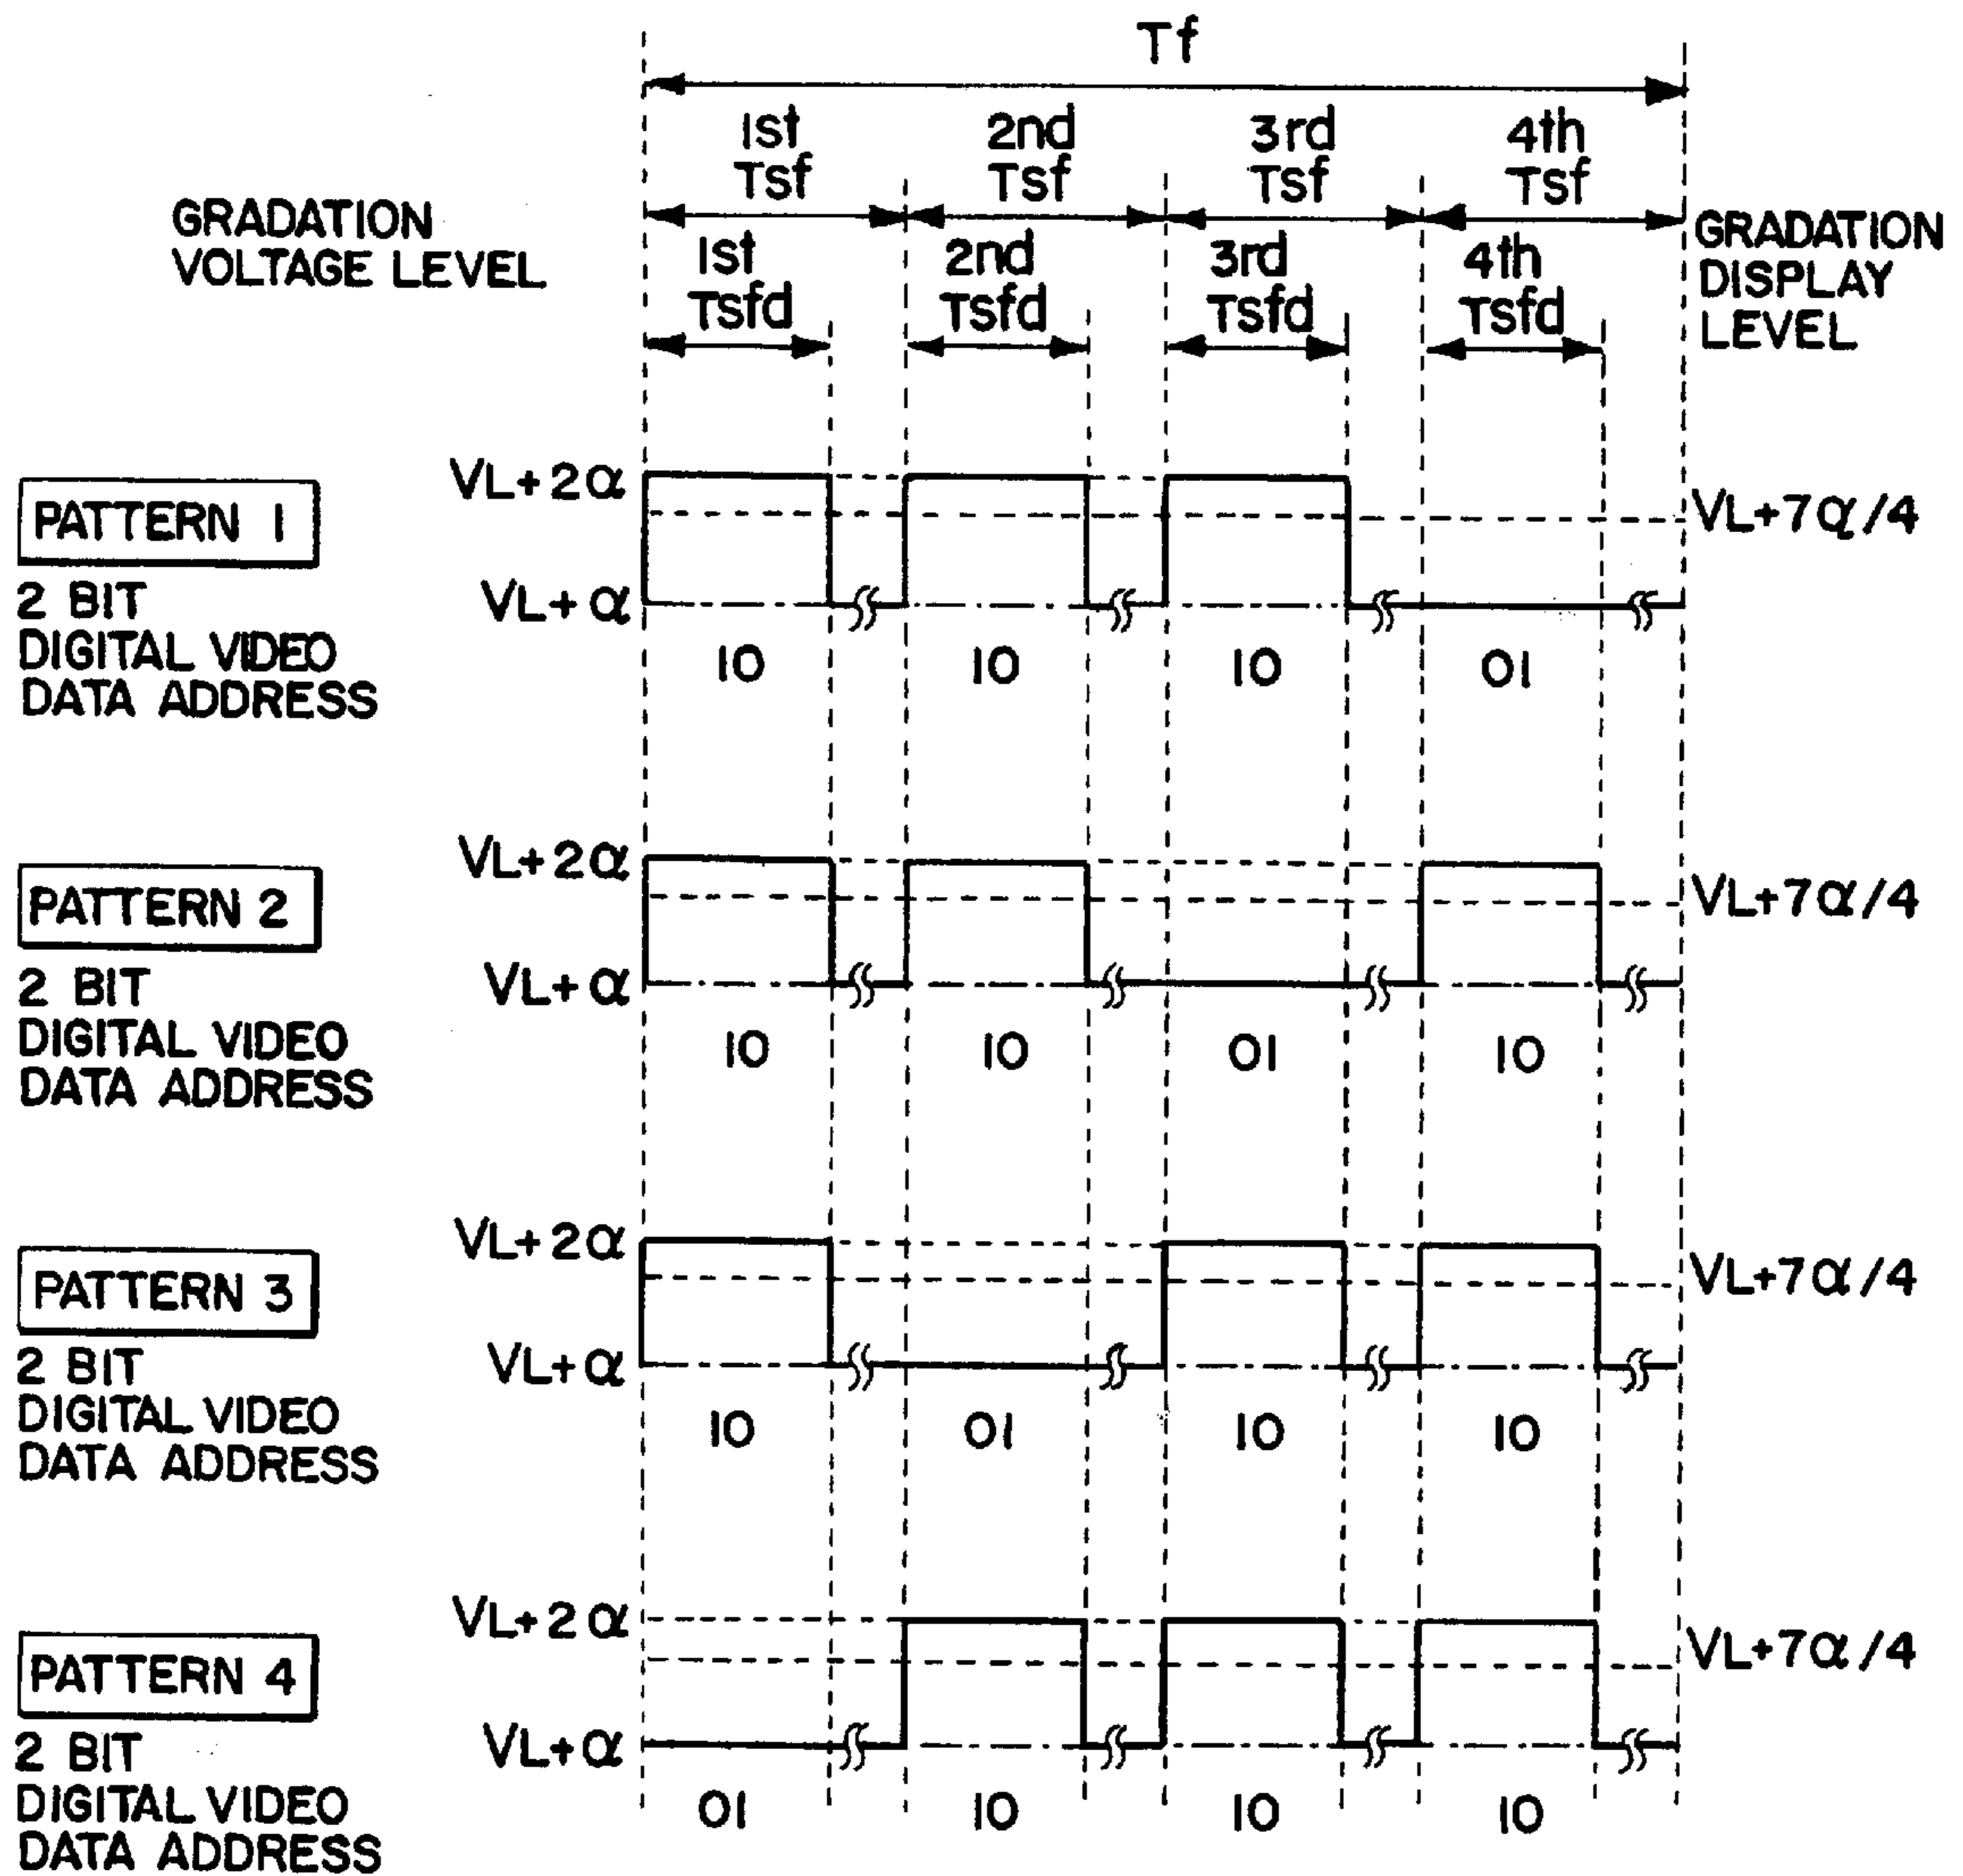 Tf
1st 2nd 3rd 4th
Tsf Tsf Tsf Tsf
GRADATION
VOLTAGE LEVEL
1st 2nd 3rd 4th
Tsfd Tsfd Tsfd Tsfd
GRADATION
DISPLAY
LEVEL
VL+2α
PATTERN 1
VL+7α/4
VL+α
2 BIT
DIGITAL VIDEO
DATA ADDRESS
10 10 10 01
VL+2α
PATTERN 2
VL+7α/4
VL+α
2 BIT
DIGITAL VIDEO
DATA ADDRESS
10 10 01 10
VL+2α
PATTERN 3
VL+7α/4
VL+α
2 BIT
DIGITAL VIDEO
DATA ADDRESS
10 01 10 10
VL+2α
PATTERN 4
VL+7α/4
VL+α
2 BIT
DIGITAL VIDEO
DATA ADDRESS
01 10 10 10